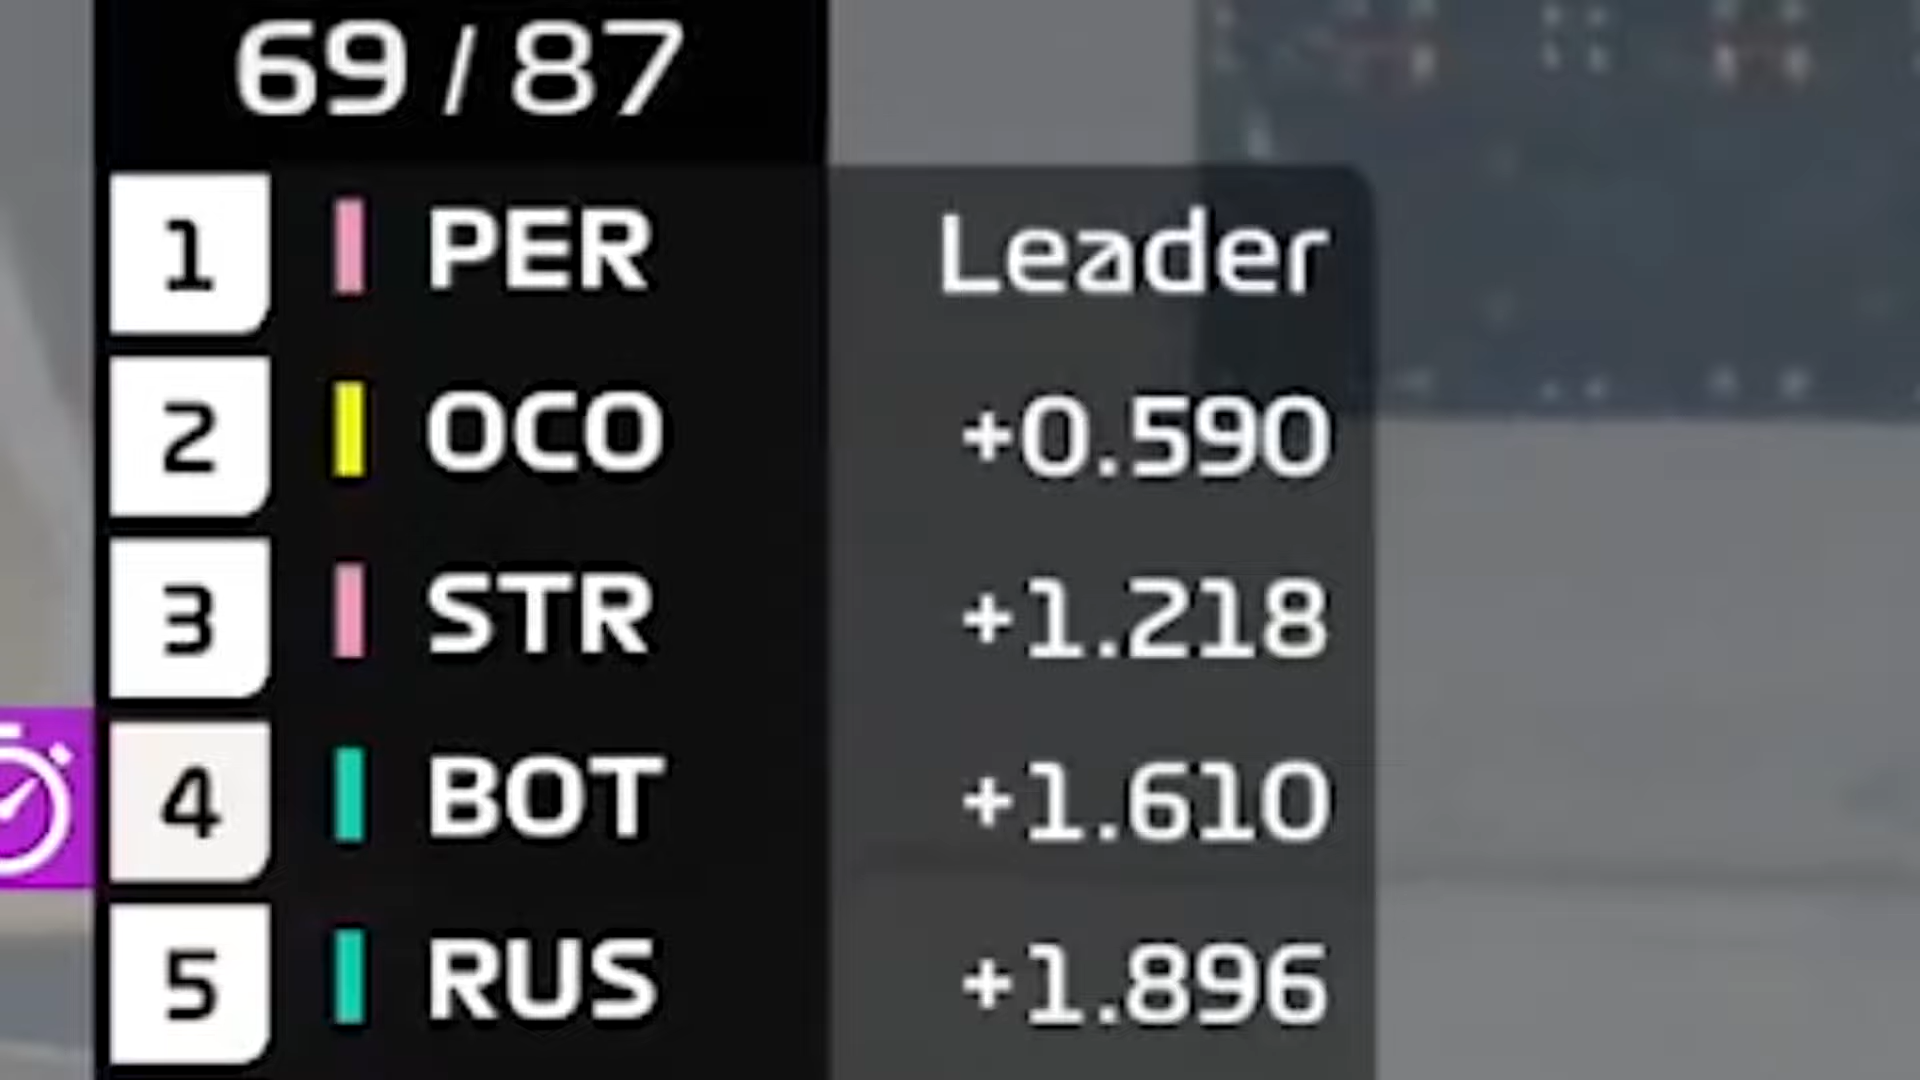 69 / 87
1 PER Leader
2 OCO +0.590
3 STR +1.218
4 BOT +1.610
5 RUS +1.896